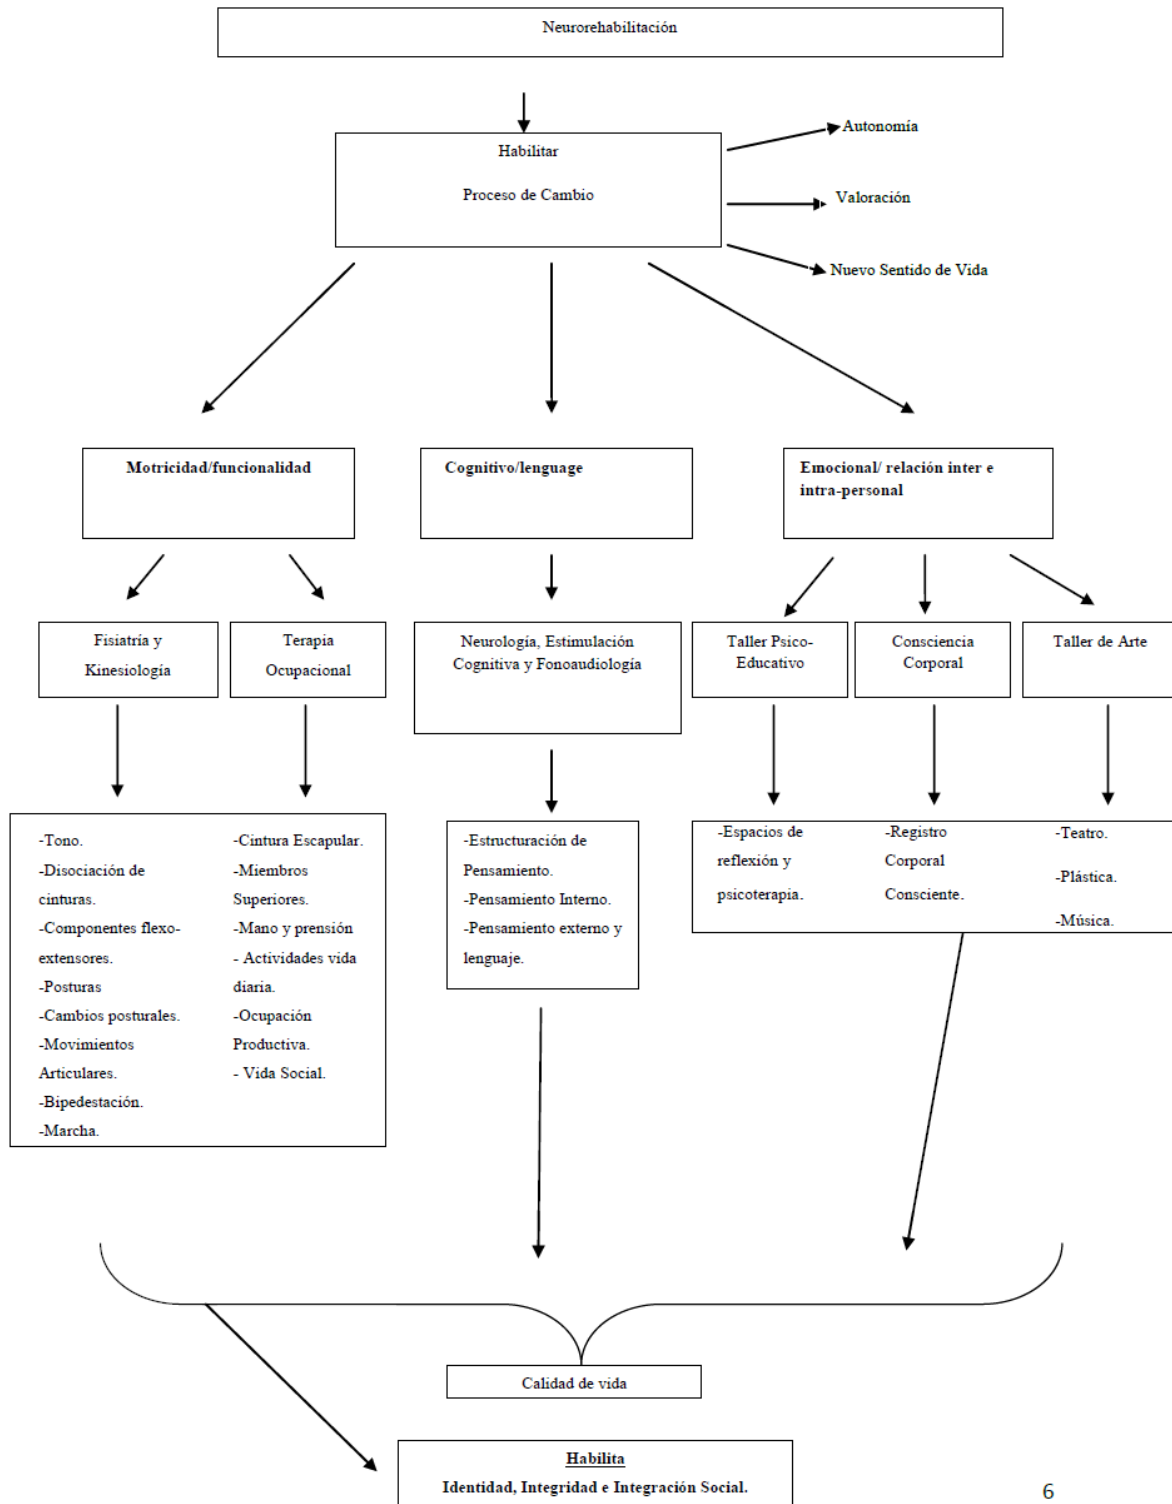 Neurorehabilitación
Habilitar
Proceso de Cambio
Autonomía
Valoración
Nuevo Sentido de Vida
Motricidad/funcionalidad
Cognitivo/lenguage
Emocional/ relación inter e
intra-personal
Fisiatría y
Kinesiología
Terapia
Ocupacional
Neurología, Estimulación
Cognitiva y Fonoaudiología
Taller Psico-
Educativo
Consciencia
Corporal
Taller de Arte
-Tono.
-Disociación de
cinturas.
-Componentes flexo-
extensores.
-Posturas
-Cambios posturales.
-Movimientos
Articulares.
-Bipedestación.
-Marcha.
-Cintura Escapular.
-Miembros
Superiores.
-Mano y prensión
- Actividades vida
diaria.
-Ocupación
Productiva.
- Vida Social.
-Estructuración de
Pensamiento.
-Pensamiento Interno.
-Pensamiento externo y
lenguaje.
-Espacios de
reflexión y
psicoterapia.
-Registro
Corporal
Consciente.
-Teatro.
-Plástica.
-Música.
Calidad de vida
Habilita
Identidad, Integridad e Integración Social.
6